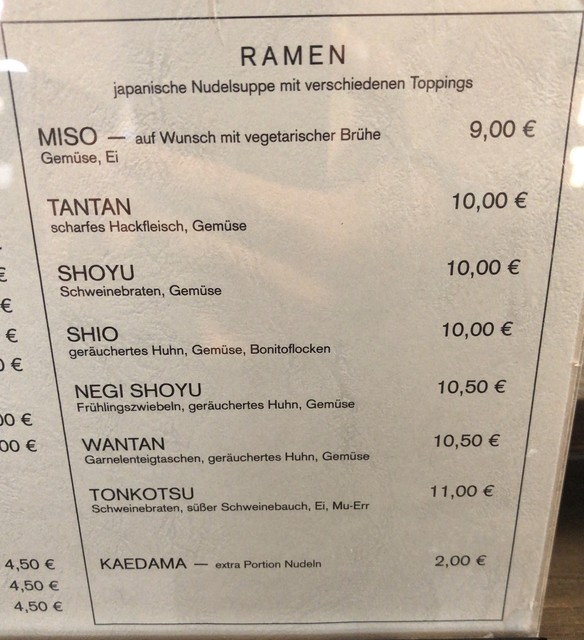 RAMEN
japanische Nudelsuppe mit verschiedenen Toppings
MISO — auf Wunsch mit vegetarischer Brühe 9,00 €
Gemüse, Ei
TANTAN 10,00 €
scharfes Hackfleisch, Gemüse
SHOYU 10,00 €
Schweinebraten, Gemüse
SHIO 10,00 €
geräuchertes Huhn, Gemüse, Bonitoflocken
NEGI SHOYU 10,50 €
Frühlingszwiebeln, geräuchertes Huhn, Gemüse
WANTAN 10,50 €
Garnelenteigtaschen, geräuchertes Huhn, Gemüse
TONKOTSU 11,00 €
Schweinebraten, süßer Schweinebauch, Ei, Mu-Err
KAEDAMA — extra Portion Nudeln 2,00 €
4,50 €
4,50 €
4,50 €